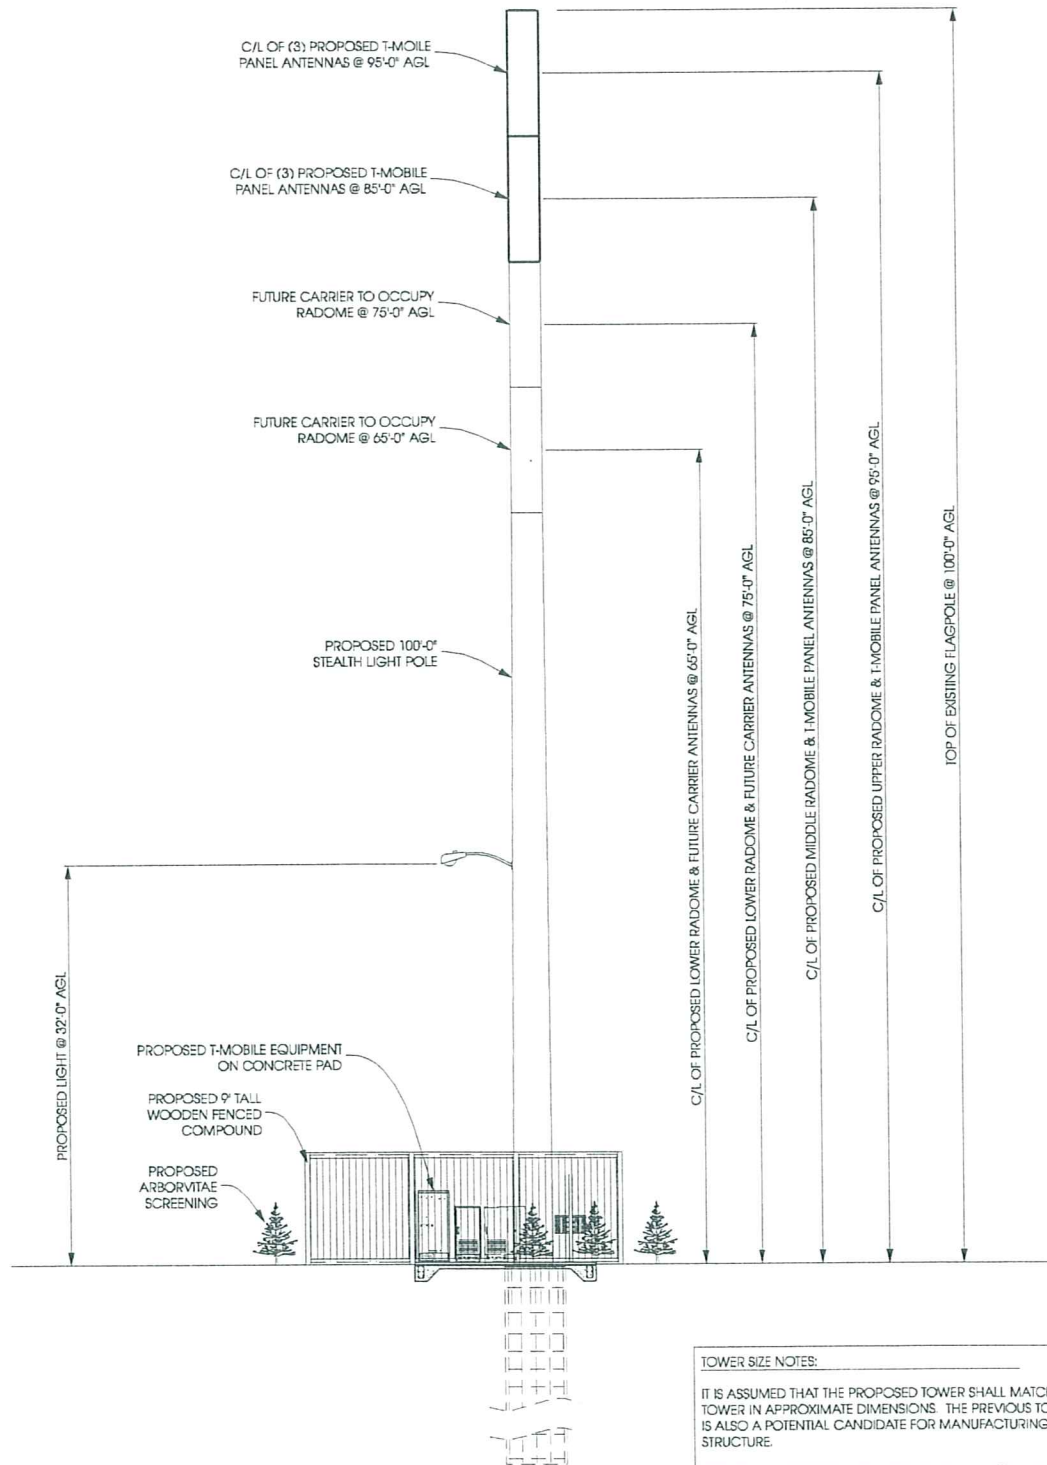 C/L OF (3) PROPOSED T-MOILE
PANEL ANTENNAS @ 95'-0" AGL
C/L OF (3) PROPOSED T-MOBILE
PANEL ANTENNAS @ 85'-0" AGL
FUTURE CARRIER TO OCCUPY
RADOME @ 75'-0" AGL
FUTURE CARRIER TO OCCUPY
RADOME @ 65'-0" AGL
PROPOSED 100'-0"
STEALTH LIGHT POLE
PROPOSED LIGHT @ 32'-0" AGL
PROPOSED T-MOBILE EQUIPMENT
ON CONCRETE PAD
PROPOSED 9' TALL
WOODEN FENCED
COMPOUND
PROPOSED
ARBORVITAE
SCREENING
C/L OF PROPOSED LOWER RADOME & FUTURE CARRIER ANTENNAS @ 65'-0" AGL
C/L OF PROPOSED LOWER RADOME & FUTURE CARRIER ANTENNAS @ 75'-0" AGL
C/L OF PROPOSED MIDDLE RADOME & T-MOBILE PANEL ANTENNAS @ 85'-0" AGL
C/L OF PROPOSED UPPER RADOME & T-MOBILE PANEL ANTENNAS @ 95'-0" AGL
TOP OF EXISTING FLAGPOLE @ 100'-0" AGL
TOWER SIZE NOTES:
IT IS ASSUMED THAT THE PROPOSED TOWER SHALL MATC
TOWER IN APPROXIMATE DIMENSIONS. THE PREVIOUS TO
IS ALSO A POTENTIAL CANDIDATE FOR MANUFACTURING
STRUCTURE.